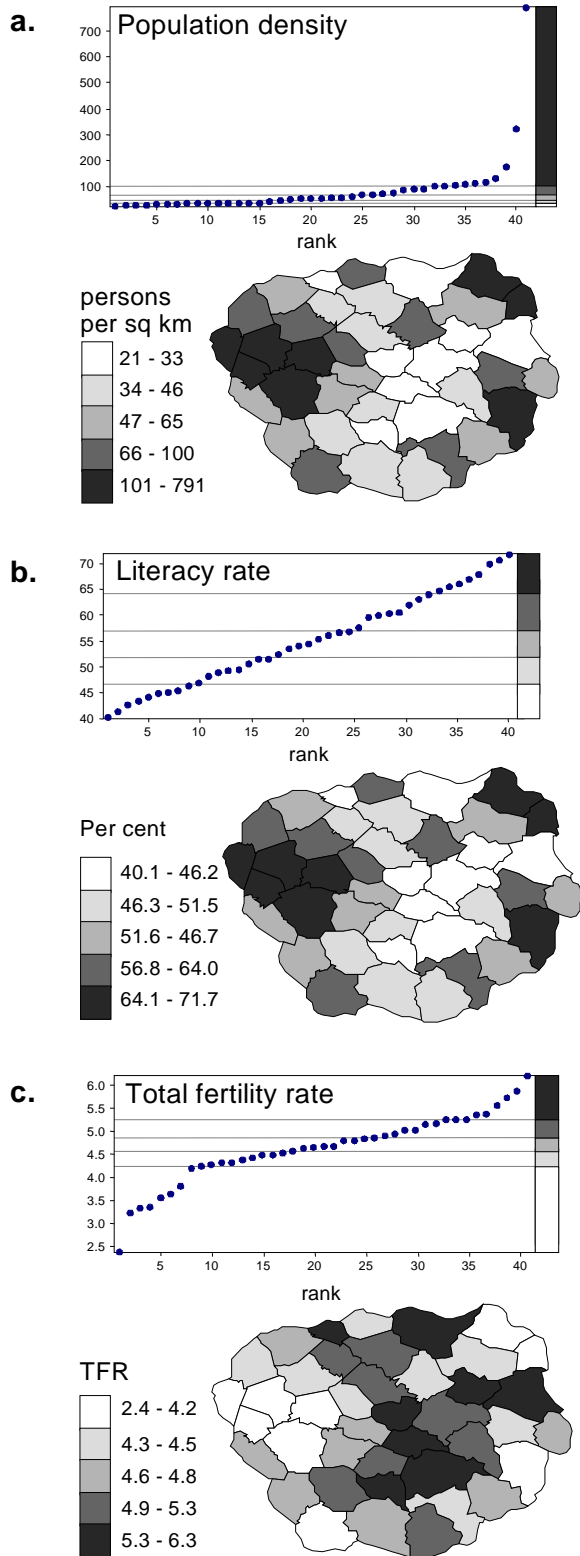 a.
Population density
700
600
500
400
300
200
100
5 10 15 20 25 30 35 40
rank
persons
per sq km
21 - 33
34 - 46
47 - 65
66 - 100
101 - 791
b.
Literacy rate
70
65
60
55
50
45
40
5 10 15 20 25 30 35 40
rank
Per cent
40.1 - 46.2
46.3 - 51.5
51.6 - 46.7
56.8 - 64.0
64.1 - 71.7
c.
Total fertility rate
6.0
5.5
5.0
4.5
4.0
3.5
3.0
2.5
5 10 15 20 25 30 35 40
rank
TFR
2.4 - 4.2
4.3 - 4.5
4.6 - 4.8
4.9 - 5.3
5.3 - 6.3